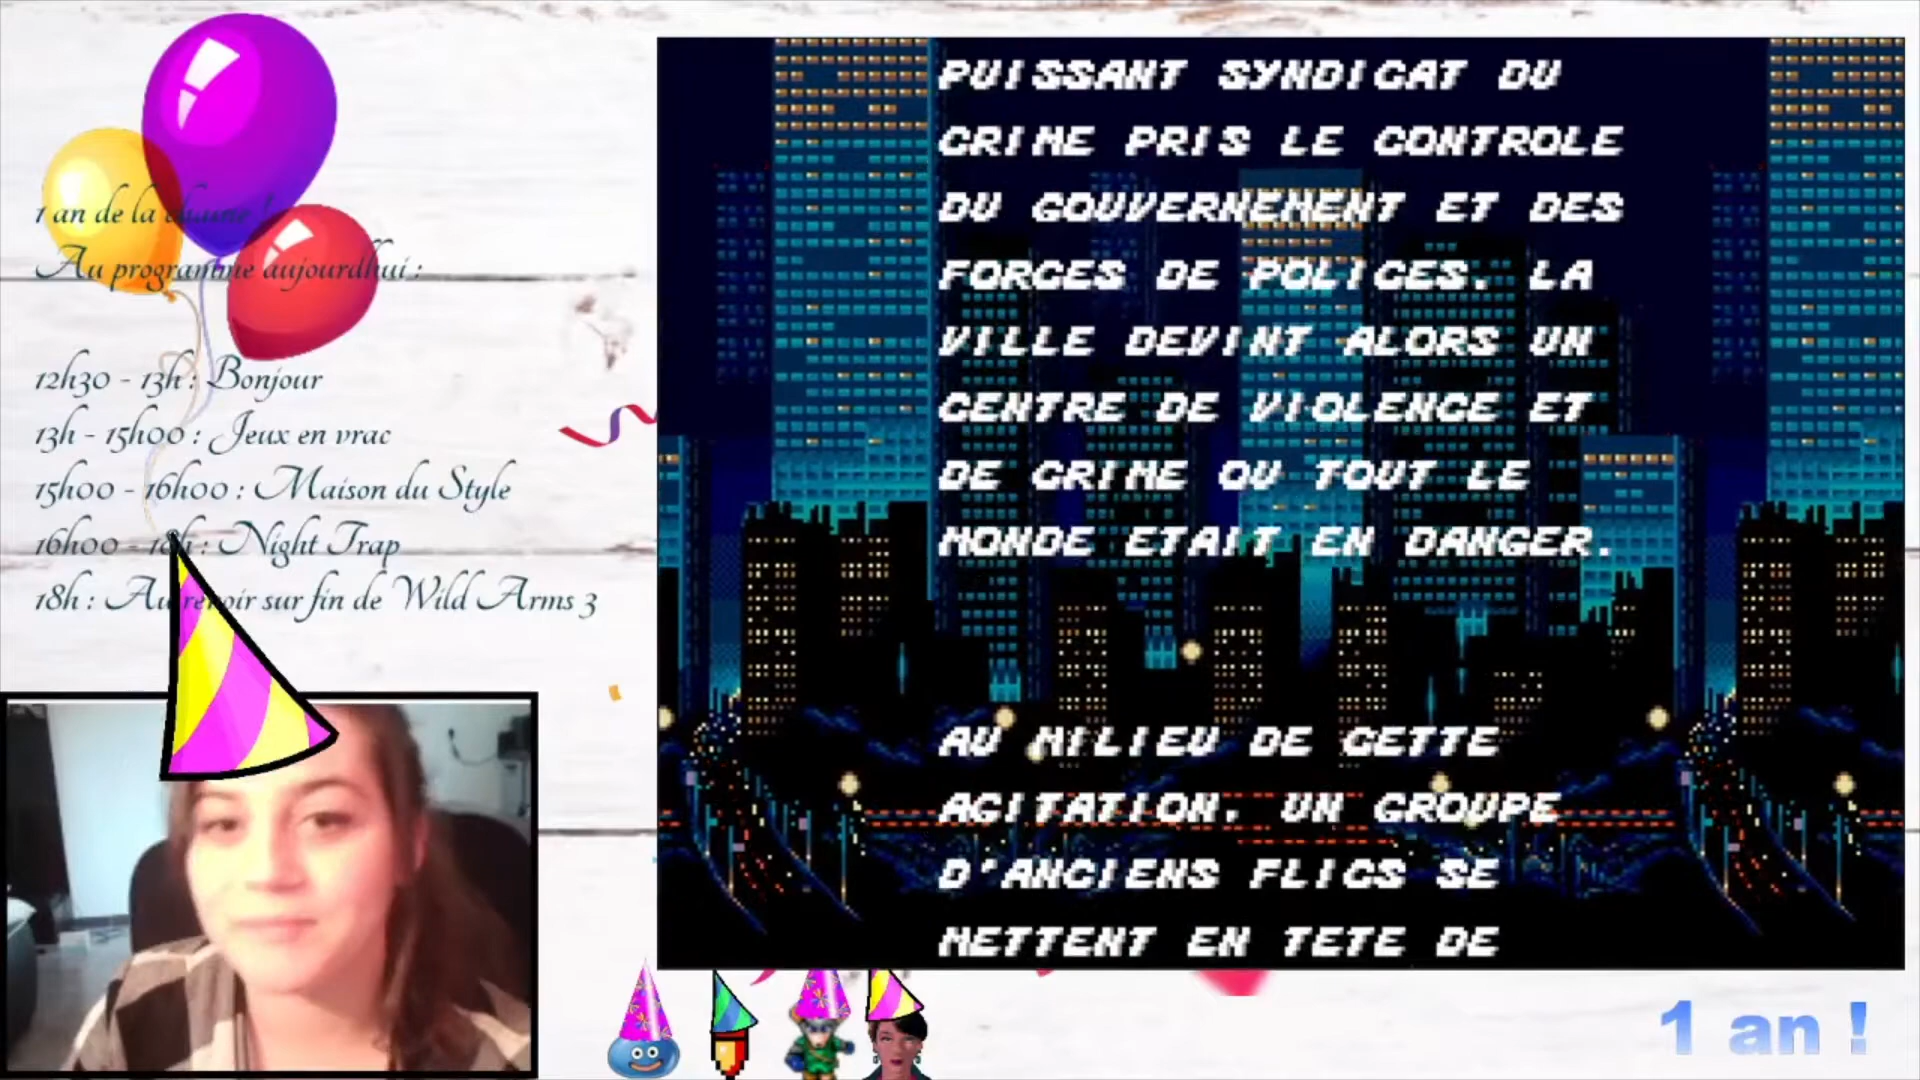 1 an de la chaine !
Au programme aujourdhui :
12h30 - 13h : Bonjour
13h - 15h00 : Jeux en vrac
15h00 - 16h00 : Maison du Style
16h00 - 18h : Night Trap
18h : Au revoir sur fin de Wild Arms 3
PUISSANT SYNDICAT DU
CRIME PRIS LE CONTROLE
DU GOUVERNEMENT ET DES
FORCES DE POLICES. LA
VILLE DEVINT ALORS UN
CENTRE DE VIOLENCE ET
DE CRIME OU TOUT LE
MONDE ETAIT EN DANGER.
AU MILIEU DE CETTE
AGITATION, UN GROUPE
D'ANCIENS FLICS SE
METTENT EN TETE DE
1 an !